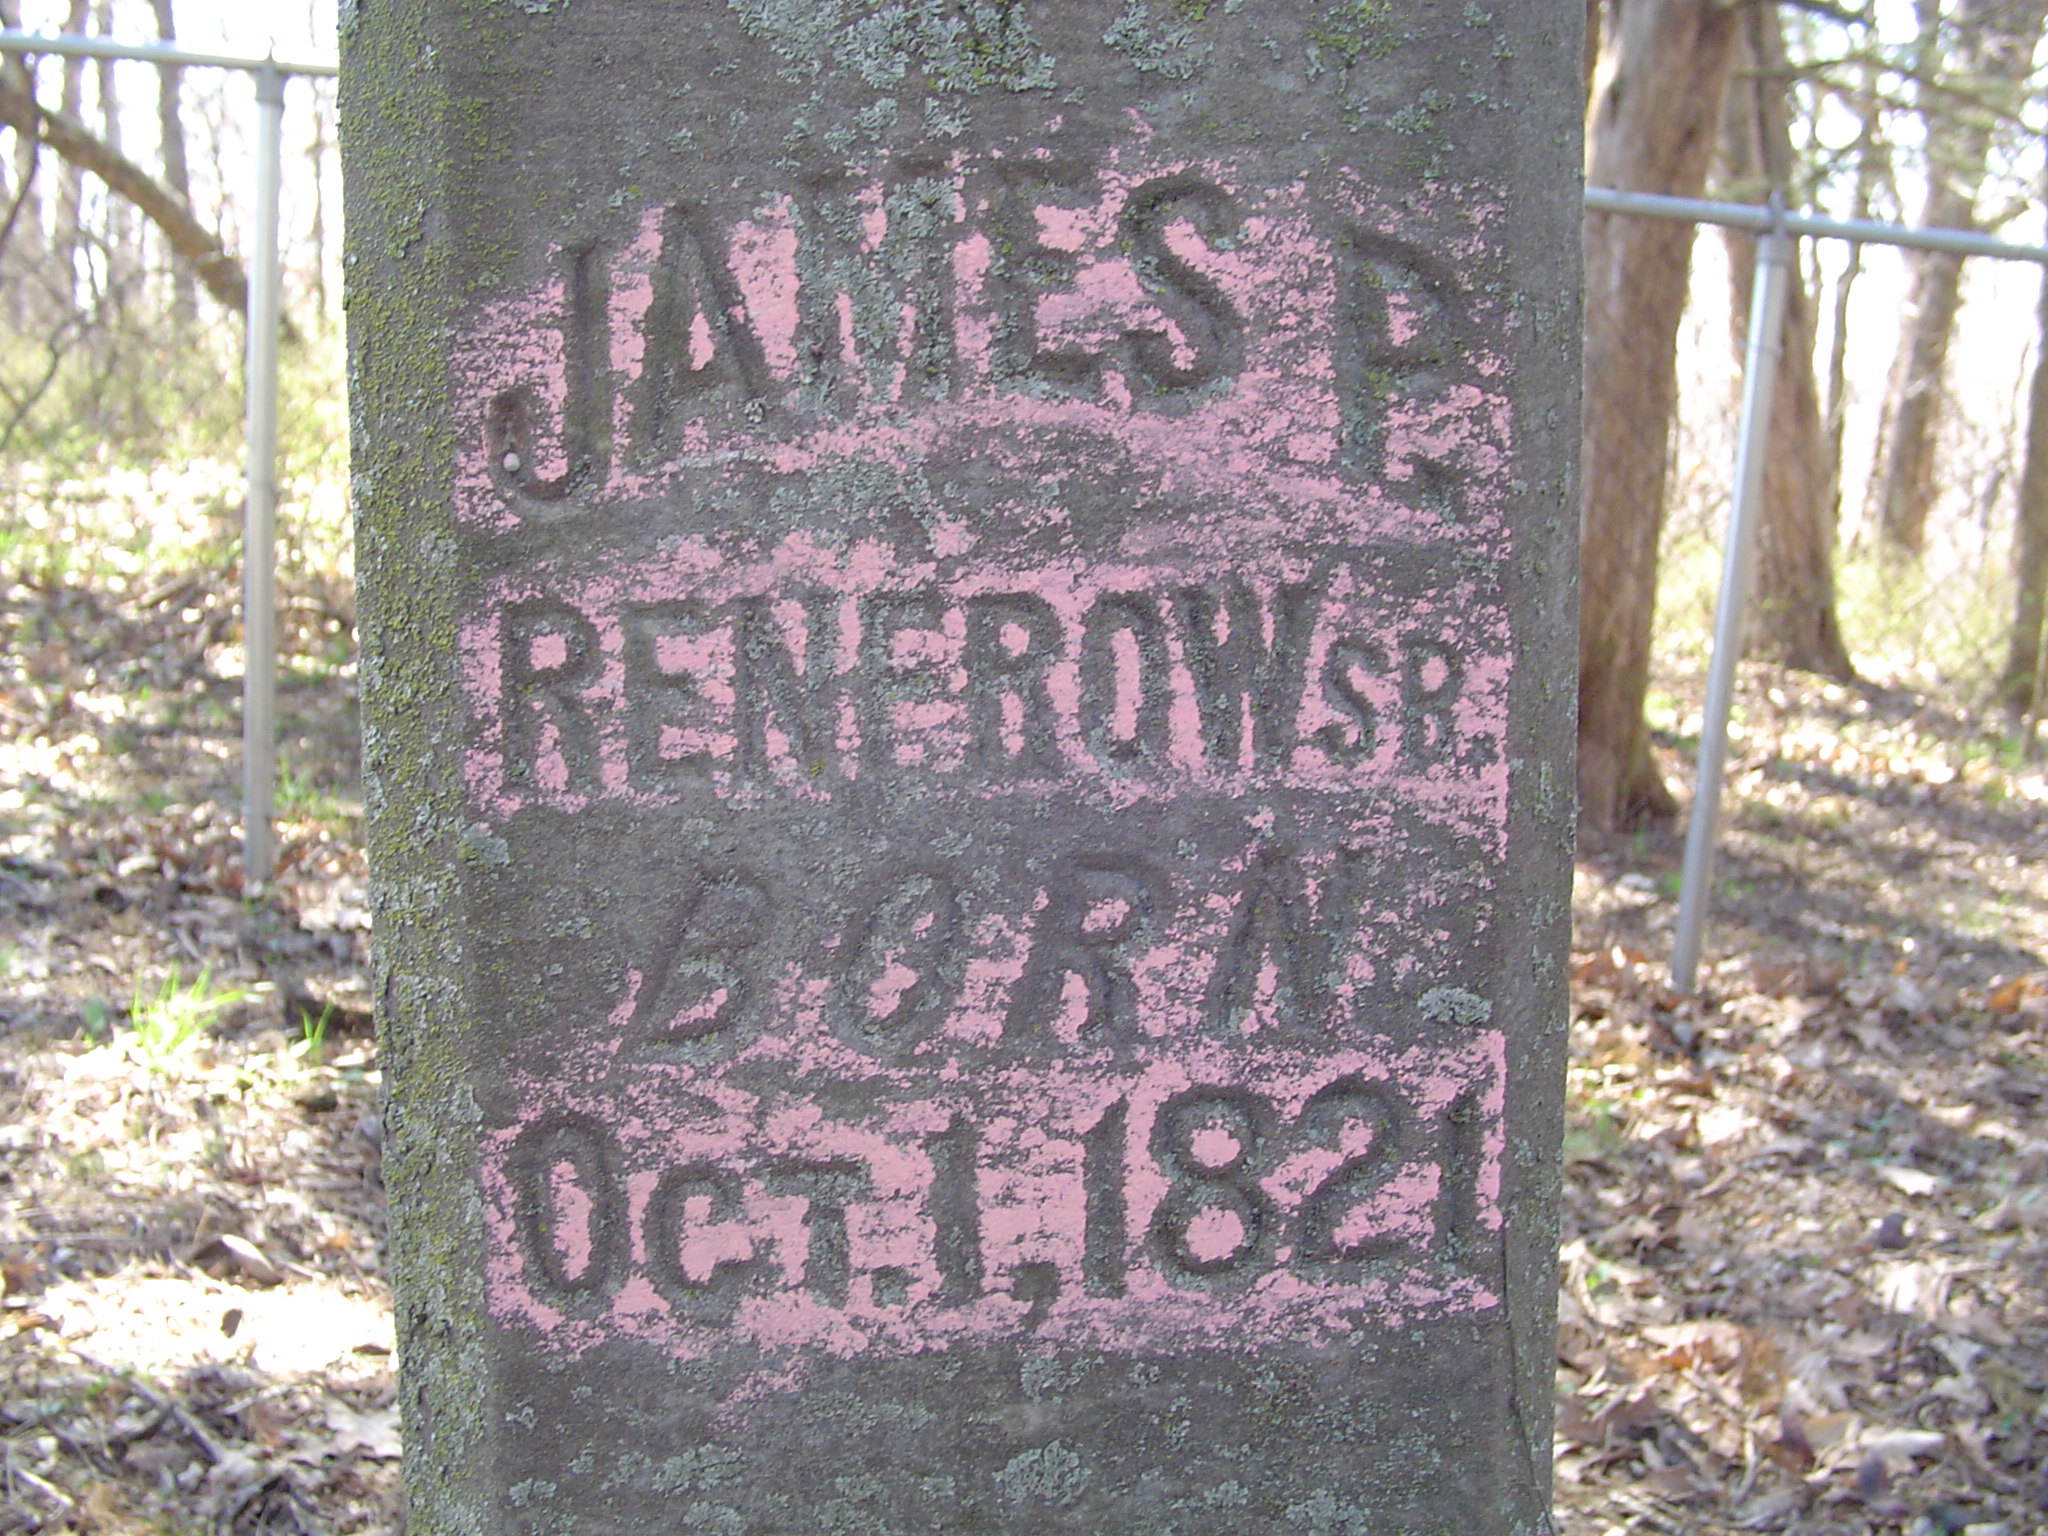 JAMES P.
RENFROW SR.
BORN
OCT. 1, 1821